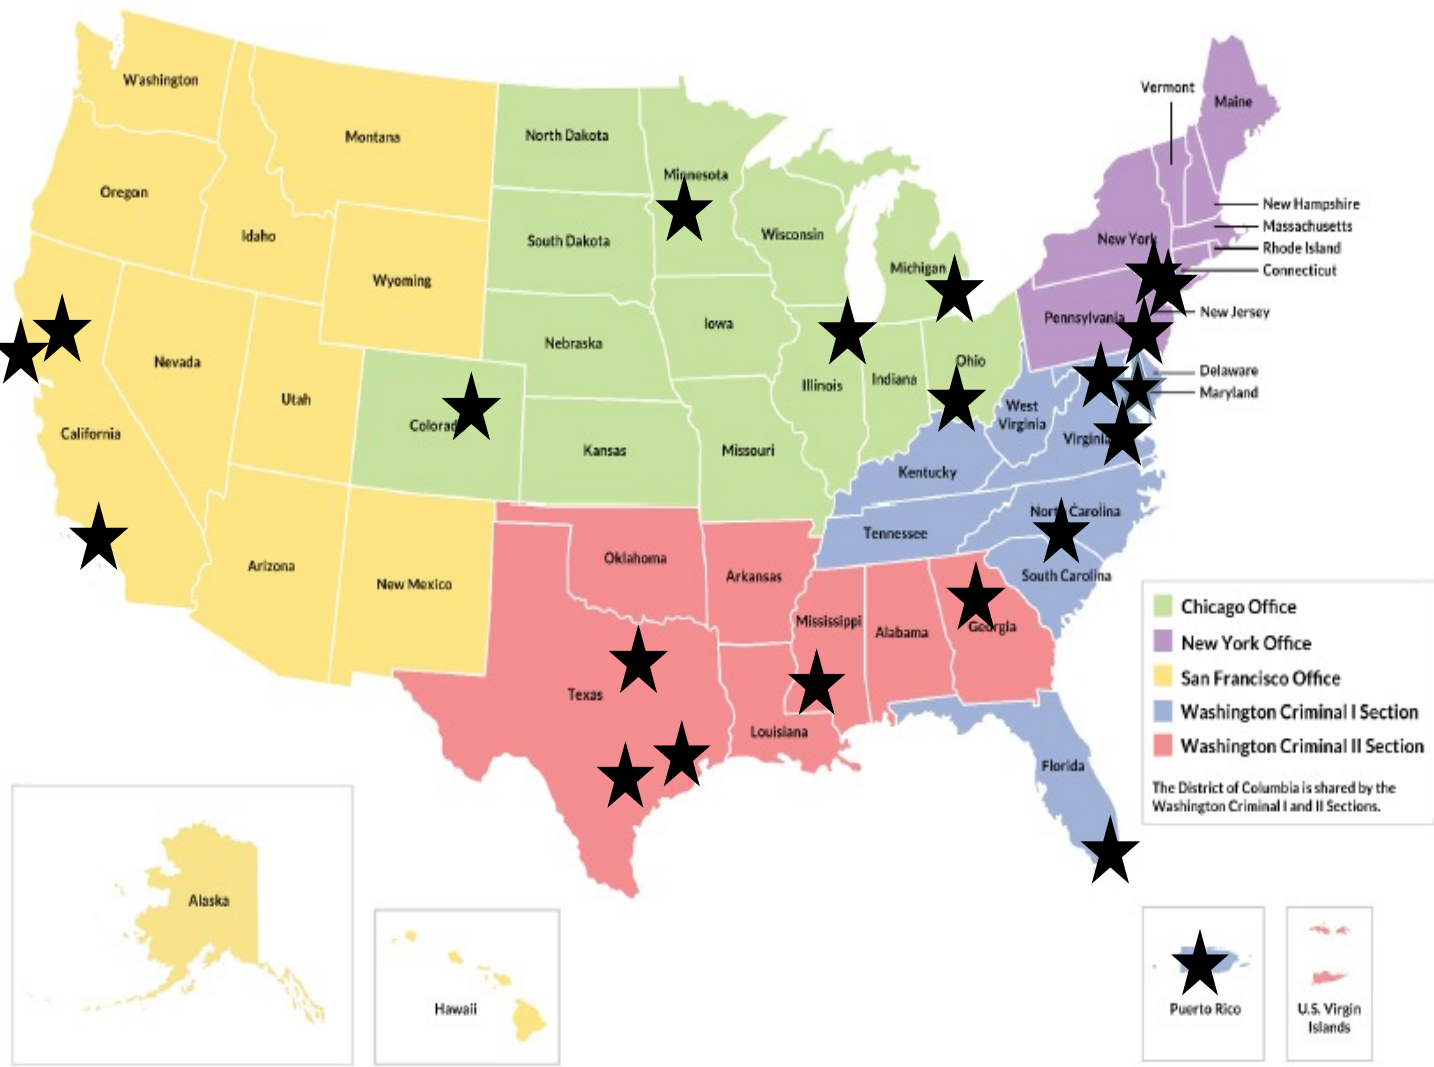 Washington
Montana
Oregon
Idaho
Wyoming
Nevada
Utah
California
Arizona
New Mexico
Colorad
North Dakota
South Dakota
Nebraska
Kansas
Minnesota
Iowa
Missouri
Wisconsin
Illinois
Michigan
Indiana
Ohio
Vermont
Maine
New Hampshire
Massachusetts
Rhode Island
Connecticut
New York
Pennsylvania
New Jersey
Delaware
Maryland
West
Virginia
Virginia
Kentucky
Tennessee
North Carolina
South Carolina
Oklahoma
Arkansas
Texas
Louisiana
Mississippi
Alabama
Georgia
Florida
Chicago Office
New York Office
San Francisco Office
Washington Criminal I Section
Washington Criminal II Section
The District of Columbia is shared by the
Washington Criminal I and II Sections.
Alaska
Hawaii
Puerto Rico
U.S. Virgin
Islands